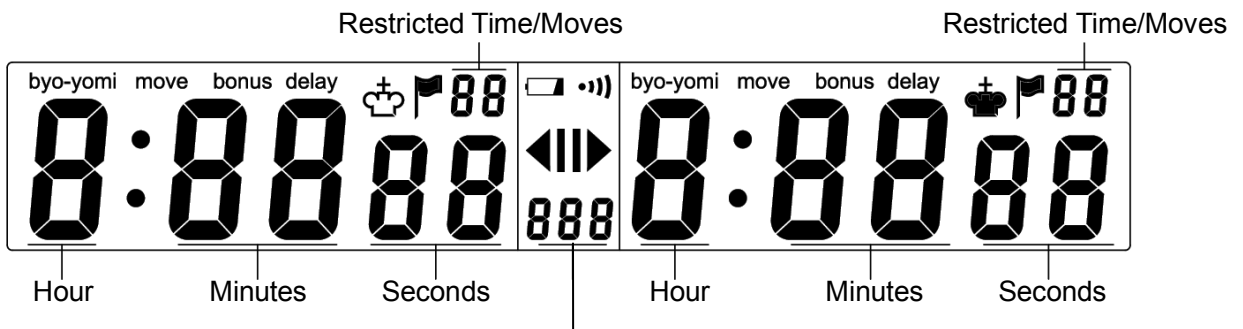 Restricted Time/Moves Restricted Time/Moves
byo-yomi move bonus delay 88 byo-yomi move bonus delay 88
8:88 88 8:88 88
888
Hour Minutes Seconds Hour Minutes Seconds